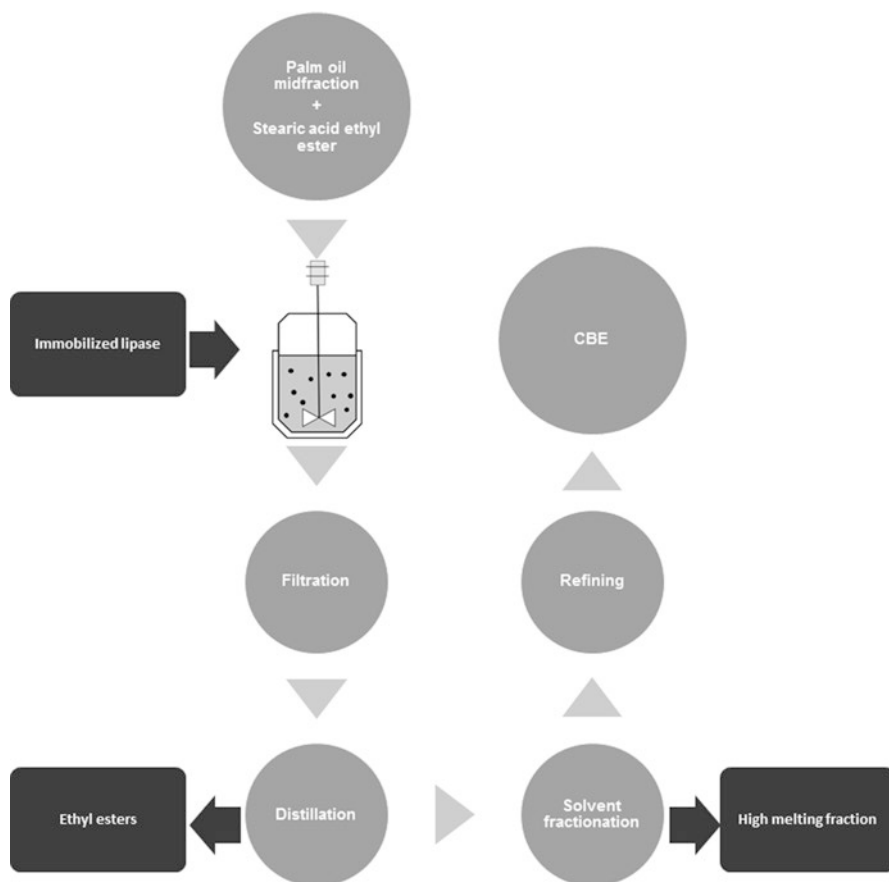 Palm oil
midfraction
+
Stearic acid ethyl
ester
Immobilized lipase
CBE
Filtration
Refining
Ethyl esters
Distillation
Solvent
fractionation
High melting fraction